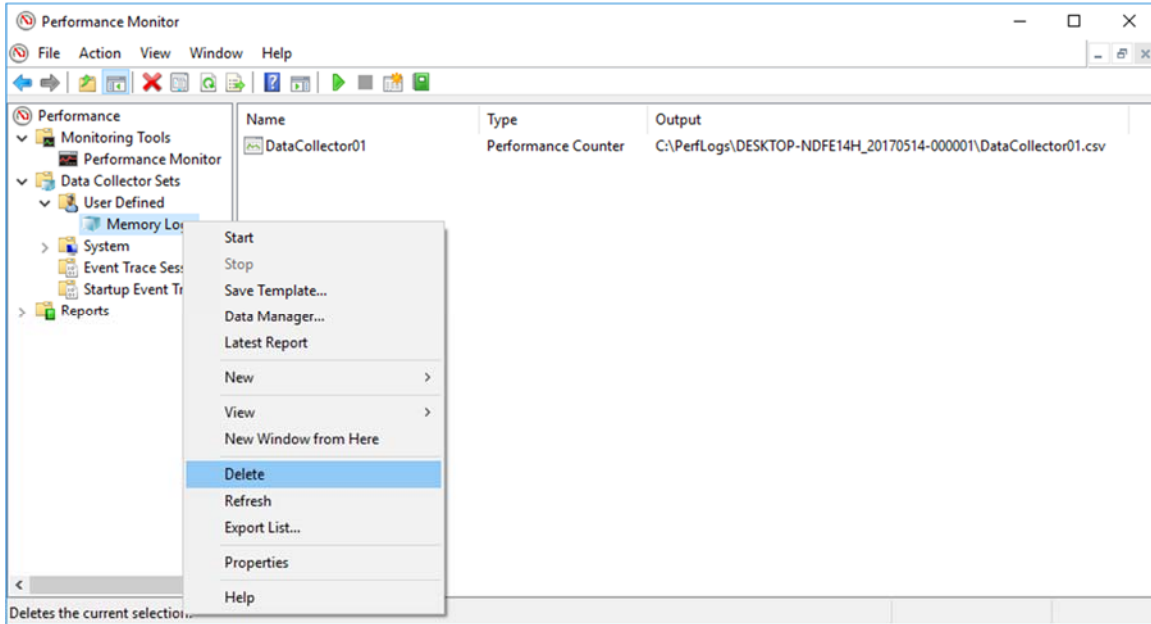 Performance Monitor
File Action View Window Help
Performance
Monitoring Tools
Performance Monitor
Data Collector Sets
User Defined
Memory Lo
System
Event Trace Ses
Startup Event Tr
Reports
Name Type Output
DataCollector01 Performance Counter C:\PerfLogs\DESKTOP-NDFE14H_20170514-000001\DataCollector01.csv
Start
Stop
Save Template...
Data Manager...
Latest Report
New
View
New Window from Here
Delete
Refresh
Export List...
Properties
Help
Deletes the current selection.